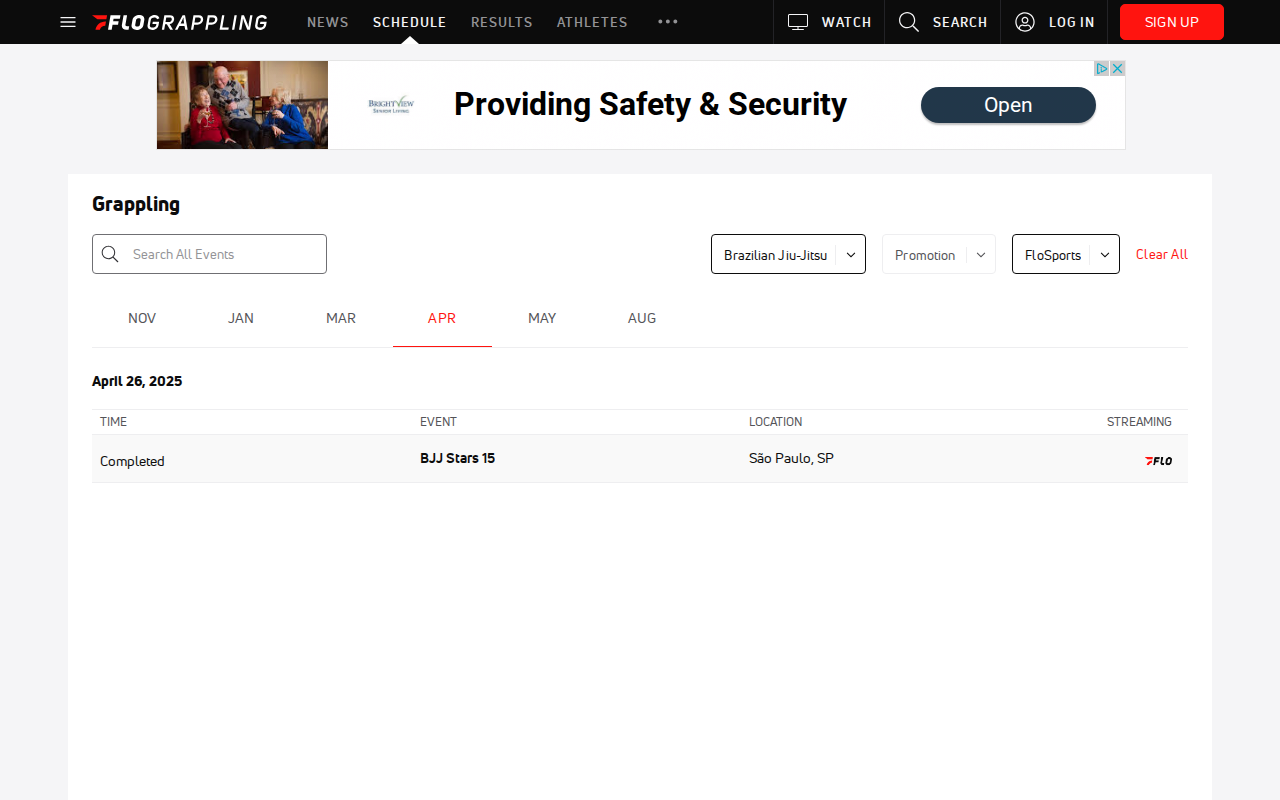 FLOGRAPPLING NEWS SCHEDULE RESULTS ATHLETES ••• WATCH SEARCH LOG IN SIGN UP
BRIGHTVIEW
SENIOR LIVING
Providing Safety & Security
Open
Grappling
Search All Events
Brazilian Jiu-Jitsu
Promotion
FloSports
Clear All
NOV JAN MAR APR MAY AUG
April 26, 2025
TIME EVENT LOCATION STREAMING
Completed BJJ Stars 15 São Paulo, SP FLO